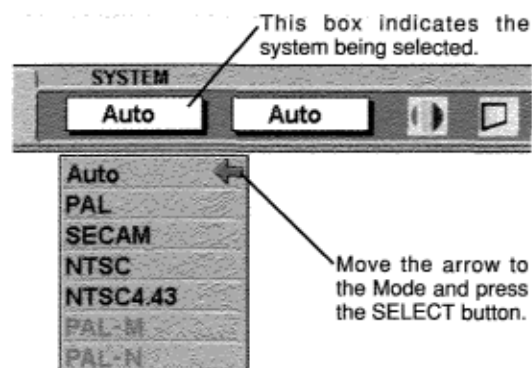 This box indicates the
system being selected.
SYSTEM
Auto
Auto
Auto
PAL
SECAM
NTSC
NTSC4.43
PAL-M
PAL-N
Move the arrow to
the Mode and press
the SELECT button.